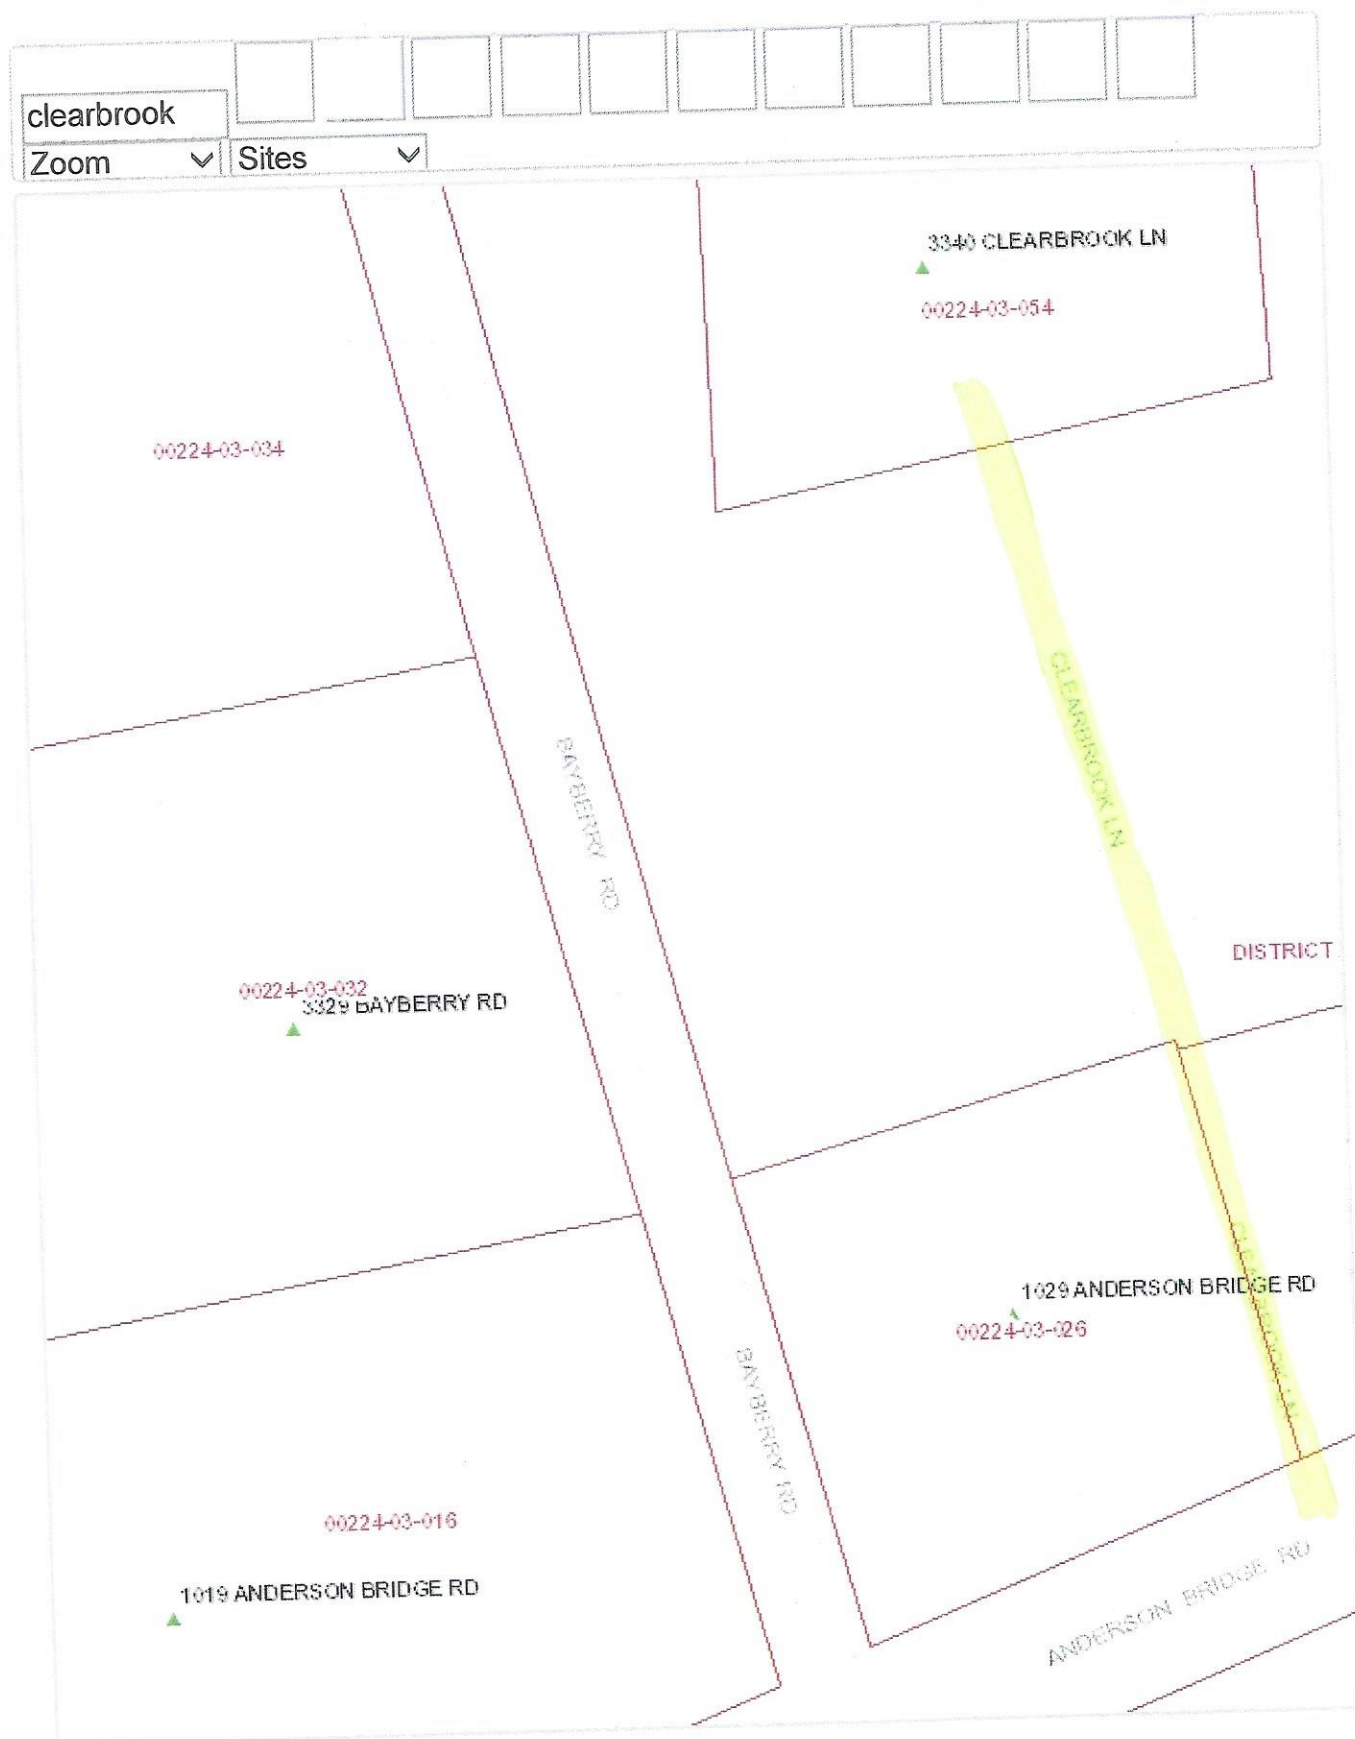 clearbrook
Zoom
Sites
3340 CLEARBROOK LN
00224-03-054
00224-03-034
CLEARBROOK LN
BAYBERRY RD
DISTRICT
00224-03-032
3329 BAYBERRY RD
CLEARBROOK LN
1029 ANDERSON BRIDGE RD
00224-03-026
BAYBERRY RD
00224-03-016
ANDERSON BRIDGE RD
1019 ANDERSON BRIDGE RD